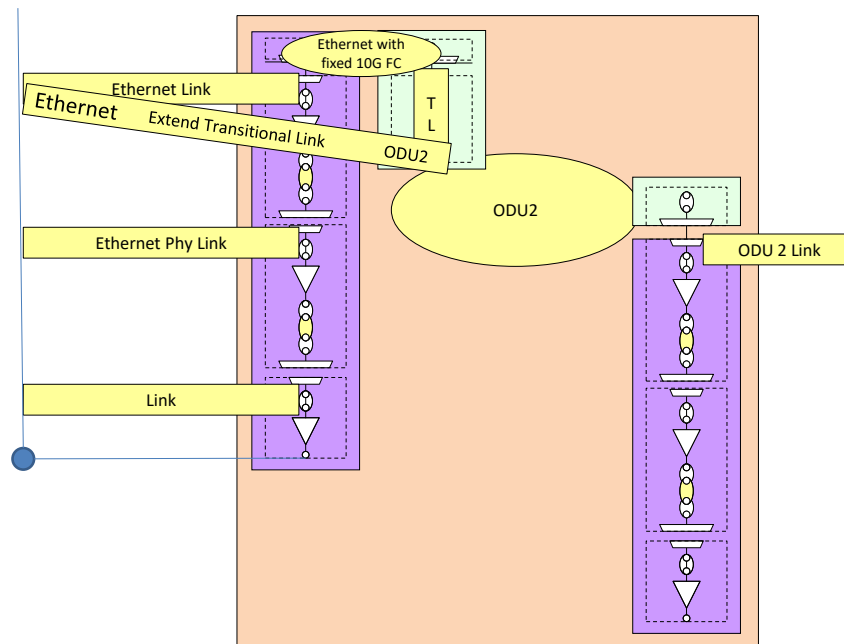 Ethernet with
fixed 10G FC
Ethernet Link
T
L
Ethernet Extend Transitional Link ODU2
ODU2
Ethernet Phy Link
ODU 2 Link
Link